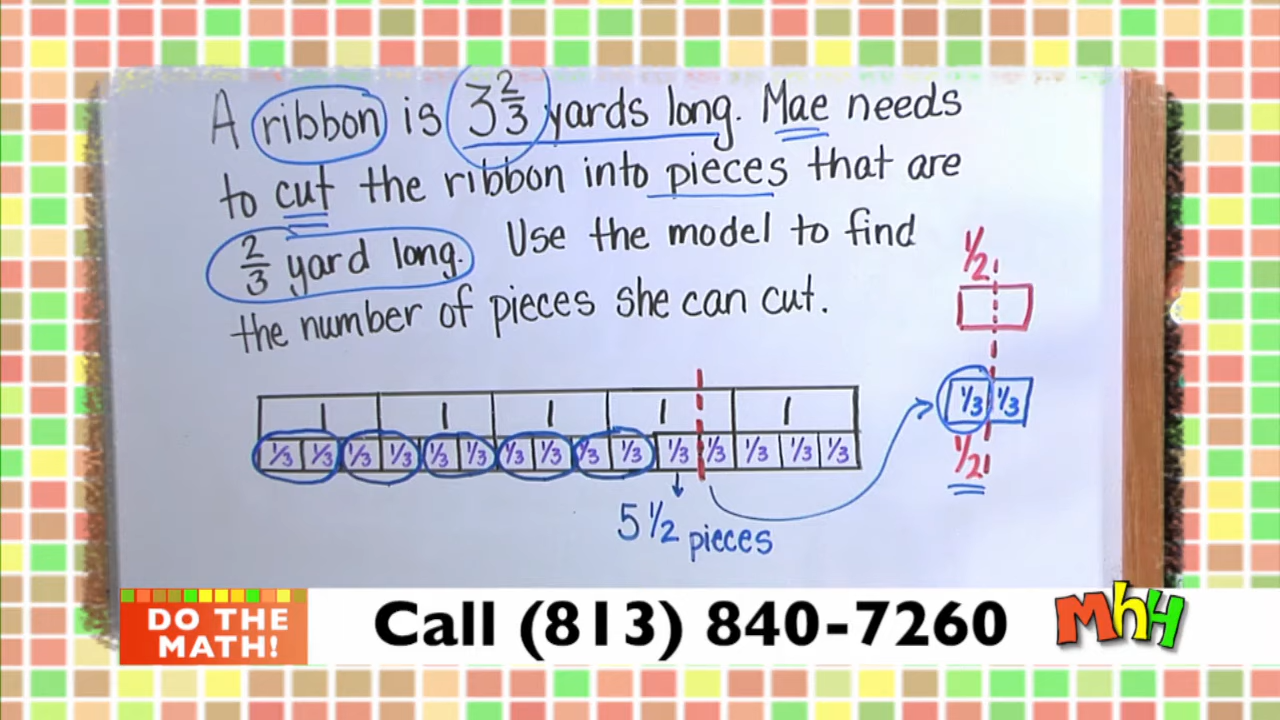 A ribbon is 3 2/3 yards long. Mae needs
to cut the ribbon into pieces that are
2/3 yard long. Use the model to find
the number of pieces she can cut.
1/2
1 1 1 1 1
1/3 1/3 1/3 1/3 1/3 1/3 1/3 1/3 1/3 1/3 1/3 1/3 1/3 1/3 1/3
1/3 1/3
1/2
5 1/2 pieces
DO THE
MATH!
Call (813) 840-7260
MhH